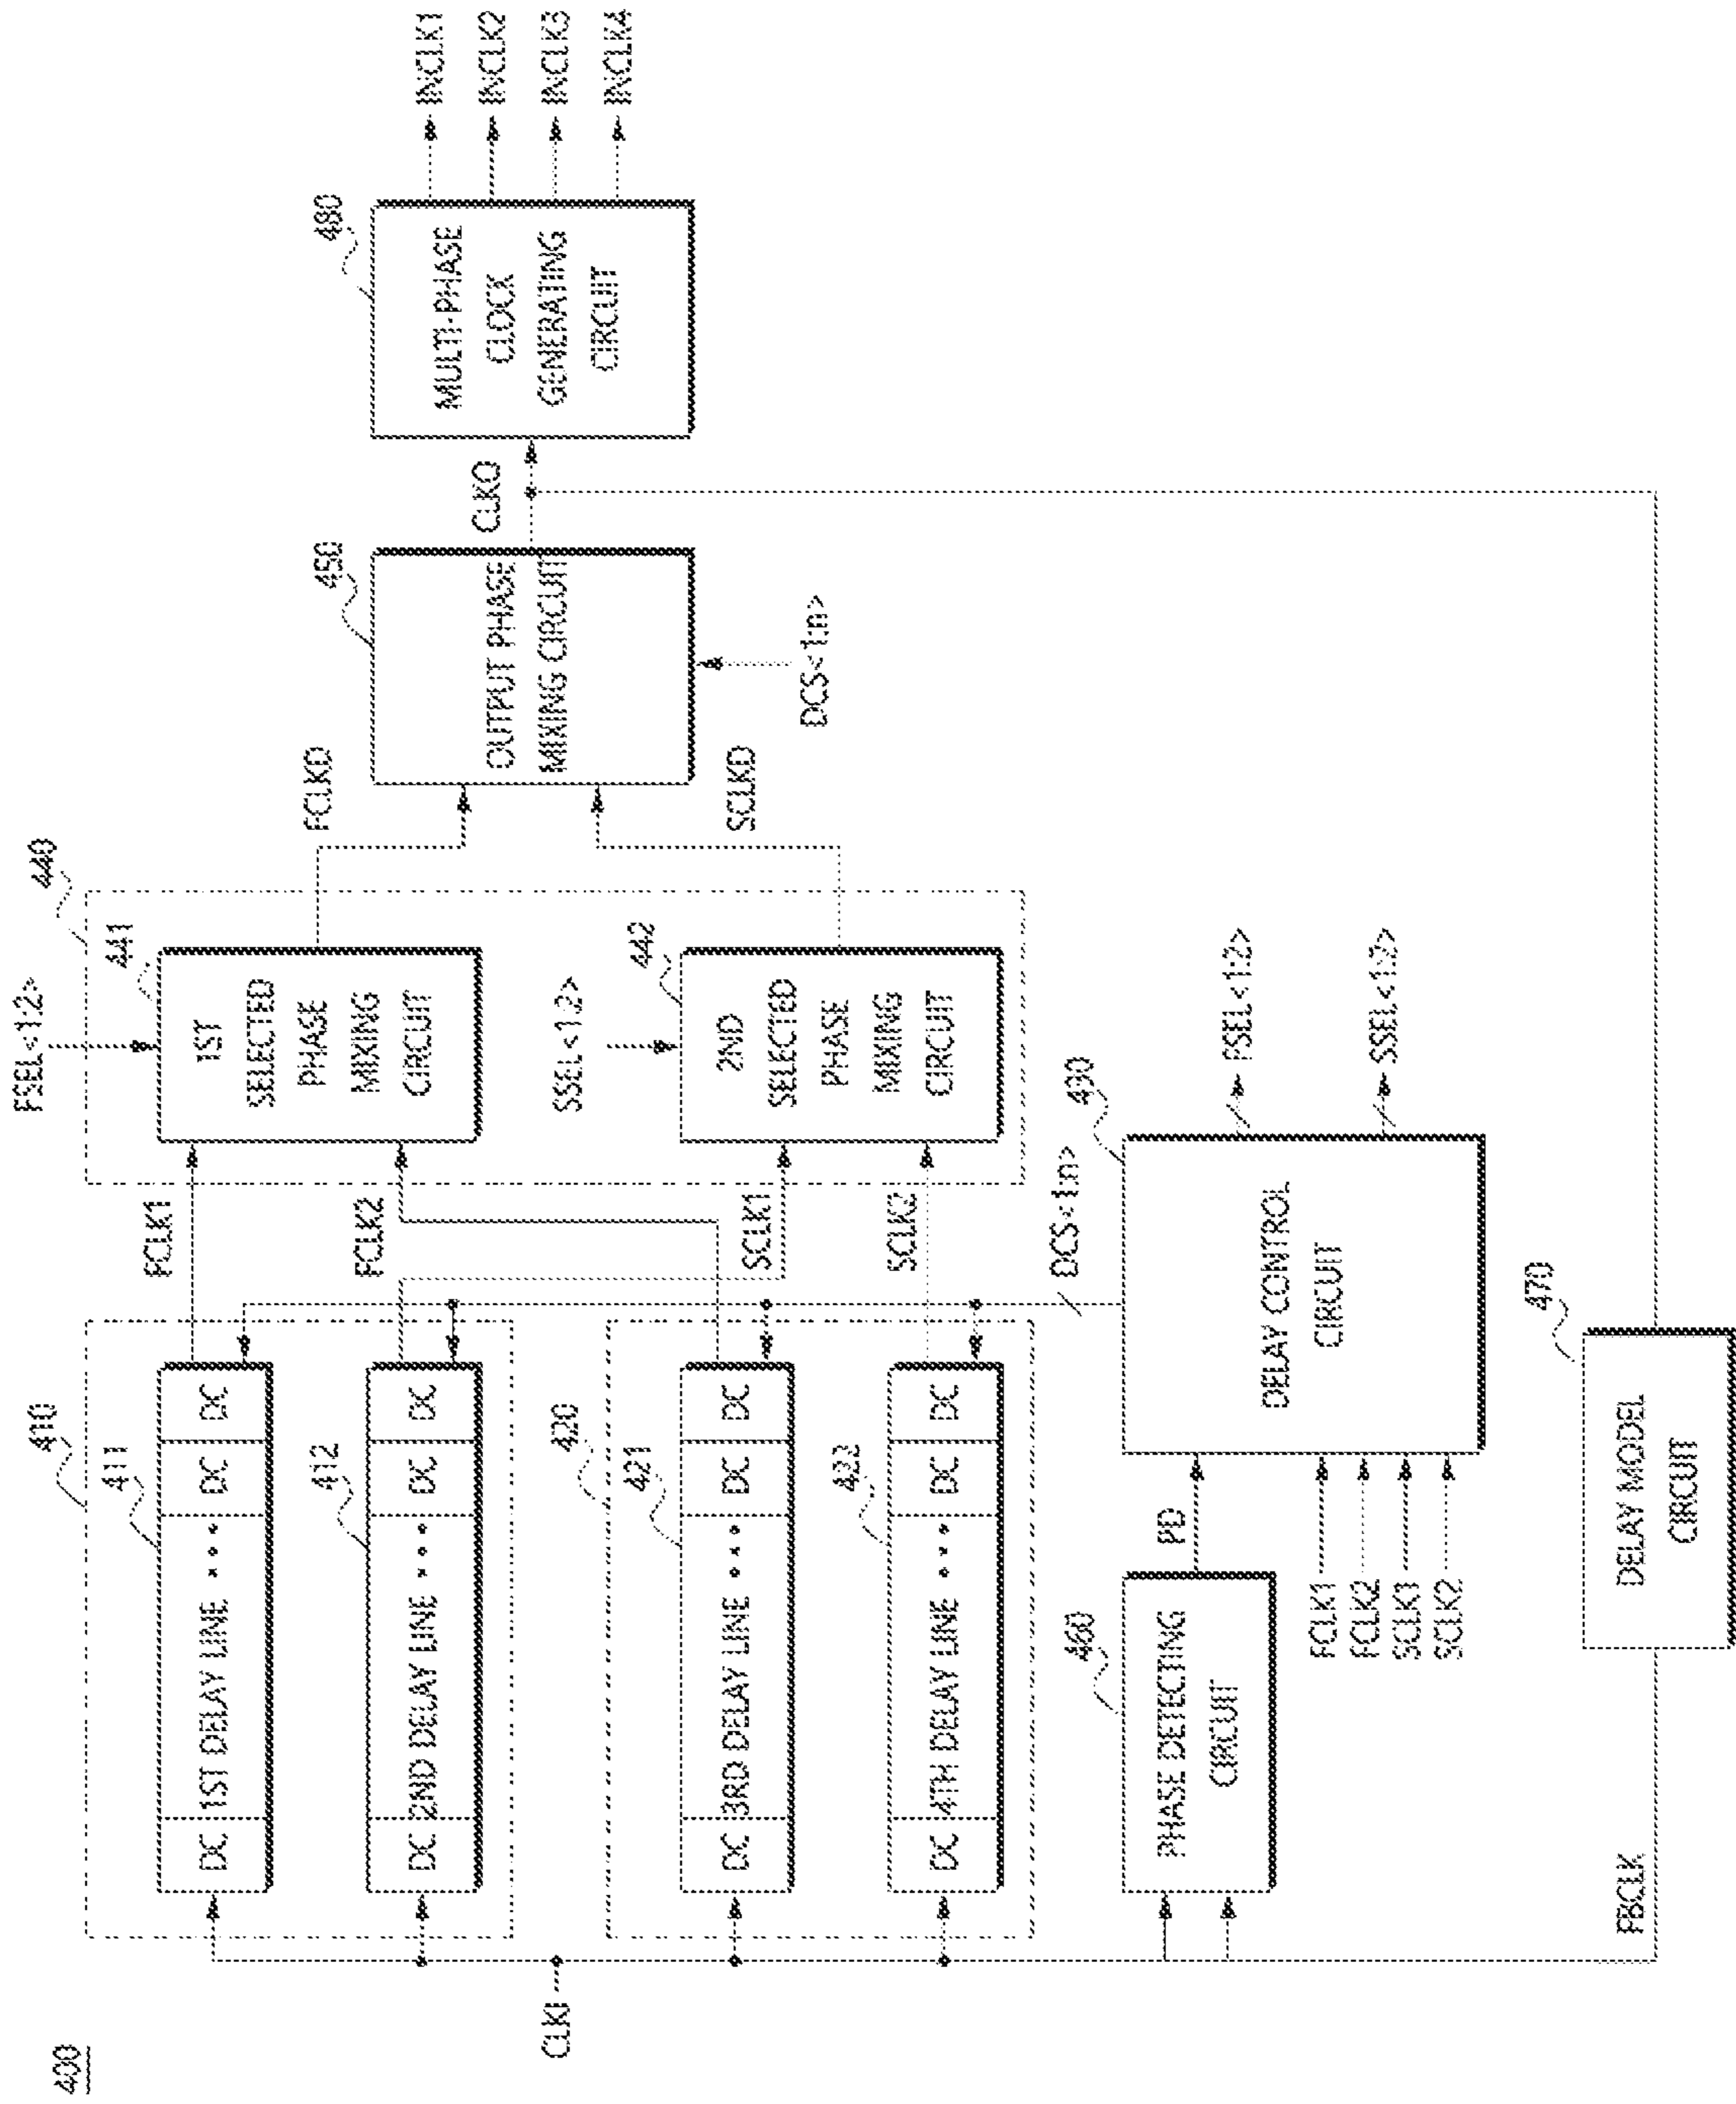 400
CLKI
410
411
DC 1ST DELAY LINE ••• DC DC
412
DC 2ND DELAY LINE ••• DC DC
420
421
DC 3RD DELAY LINE ••• DC DC
422
DC 4TH DELAY LINE ••• DC DC
FCLK1
FCLK2
SCLK1
SCLK2
DCS<1:n>
440
FSEL<1:2>
441
1ST
SELECTED
PHASE
MIXING
CIRCUIT
SSEL<1:2>
442
2ND
SELECTED
PHASE
MIXING
CIRCUIT
FCLKD
SCLKD
450
OUTPUT PHASE
MIXING CIRCUIT
DCS<1:n>
CLKO
480
MULTI-PHASE
CLOCK
GENERATING
CIRCUIT
INCLK1
INCLK2
INCLK3
INCLK4
460
PHASE DETECTING
CIRCUIT
PD
FCLK1
FCLK2
SCLK1
SCLK2
490
DELAY CONTROL
CIRCUIT
FSEL<1:2>
SSEL<1:2>
470
DELAY MODEL
CIRCUIT
FBCLK